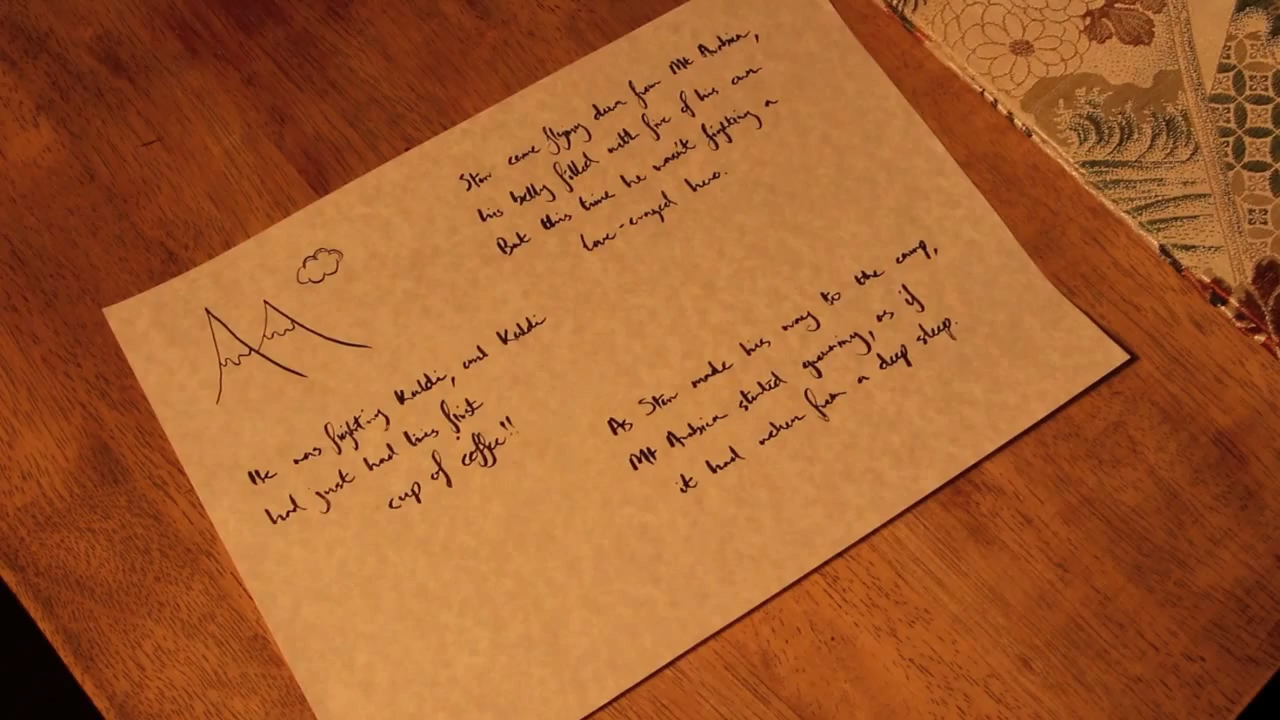 Stan came flying down from Mt Arabica,
his belly filled with fire of his own
But this time he wasn't fighting a
love-crazed hero.
He was fighting Kaldi, and Kaldi
had just had his first
cup of coffee!!
As Stan made his way to the camp,
Mt Arabica started quivering, as if
it had woken from a deep sleep.